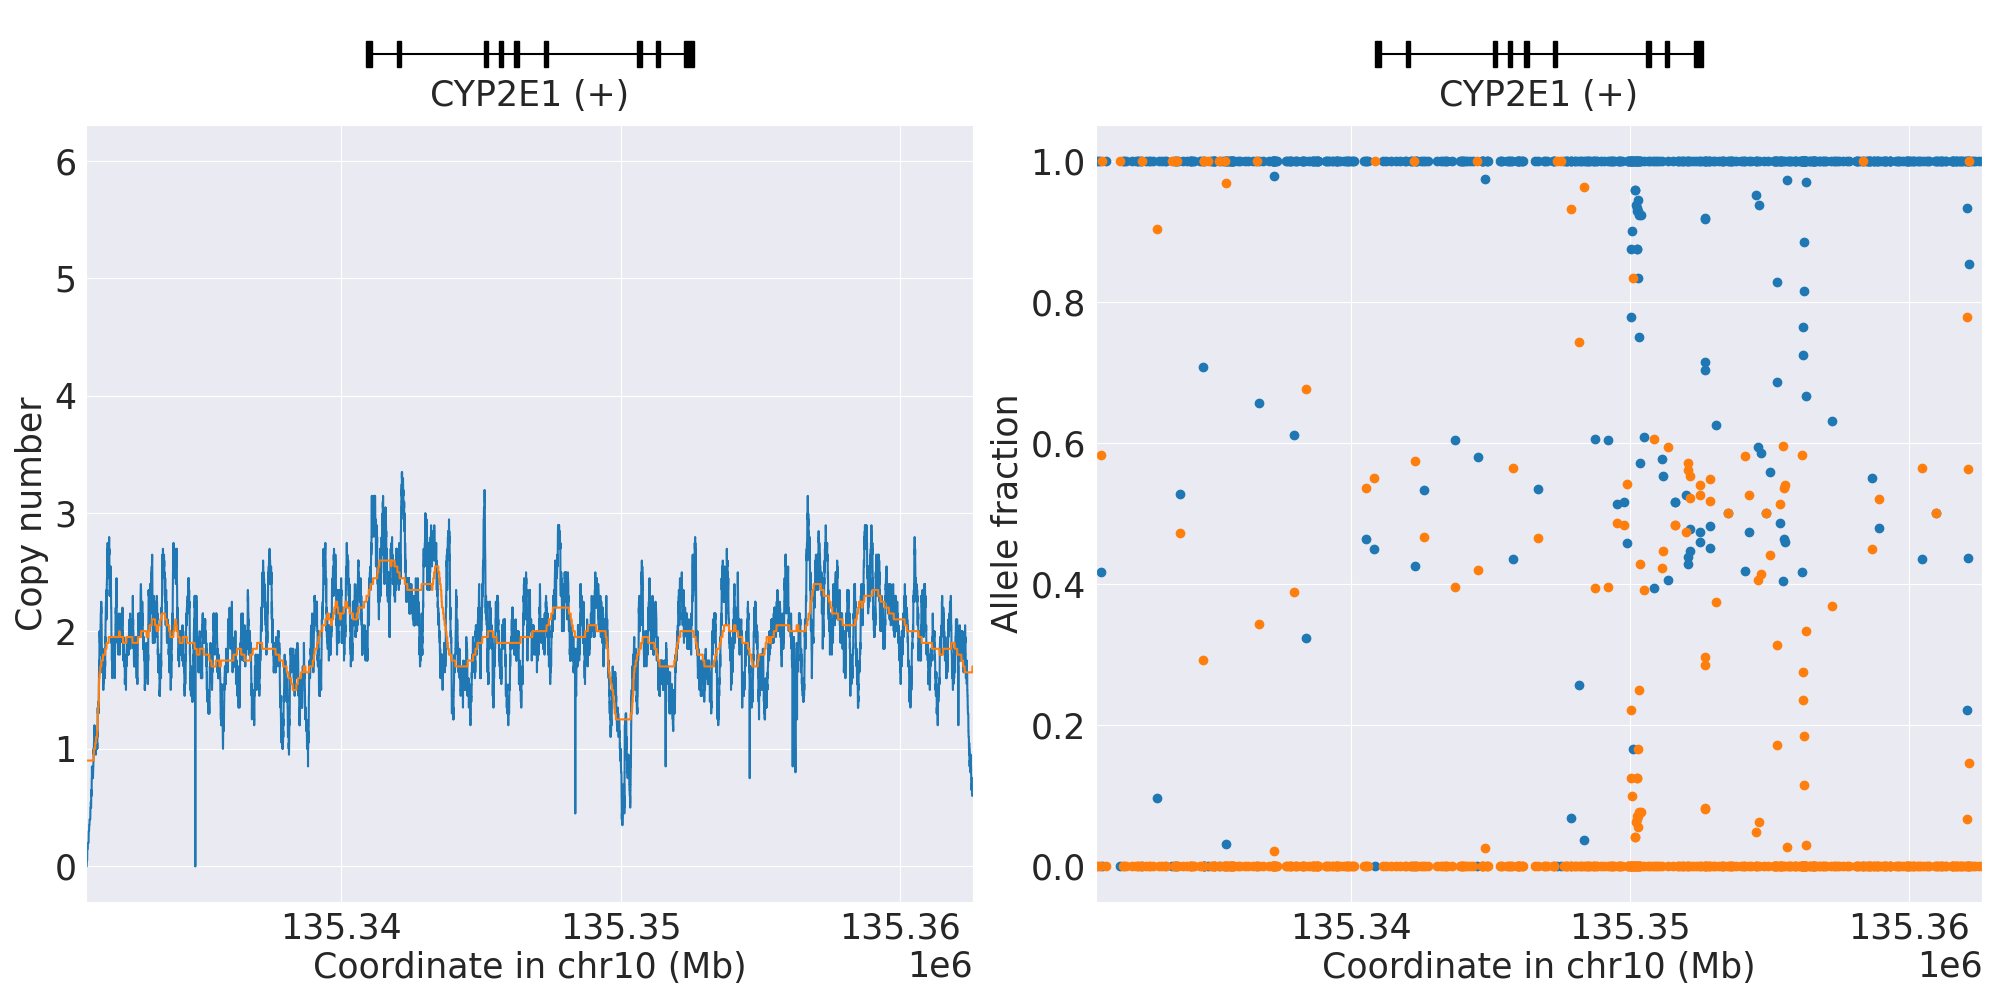 CYP2E1 (+)
6
5
4
3
2
1
0
Copy number
135.34 135.35 135.36
Coordinate in chr10 (Mb)
1e6
CYP2E1 (+)
1.0
0.8
0.6
0.4
0.2
0.0
Allele fraction
135.34 135.35 135.36
Coordinate in chr10 (Mb)
1e6